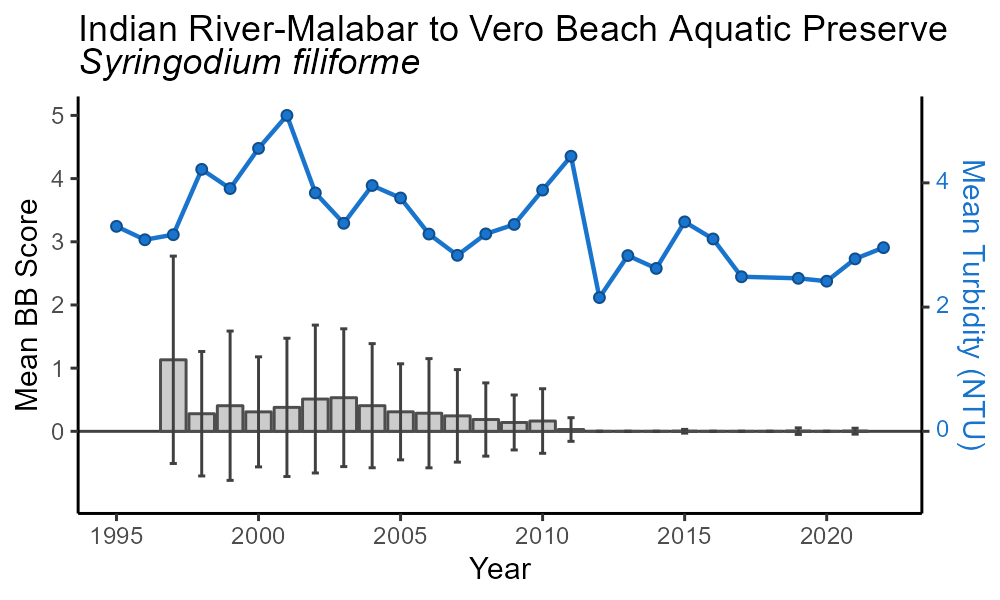 Indian River-Malabar to Vero Beach Aquatic Preserve
Syringodium filiforme
5
4
3
2
1
0
Mean BB Score
4
2
0
Mean Turbidity (NTU)
1995 2000 2005 2010 2015 2020
Year